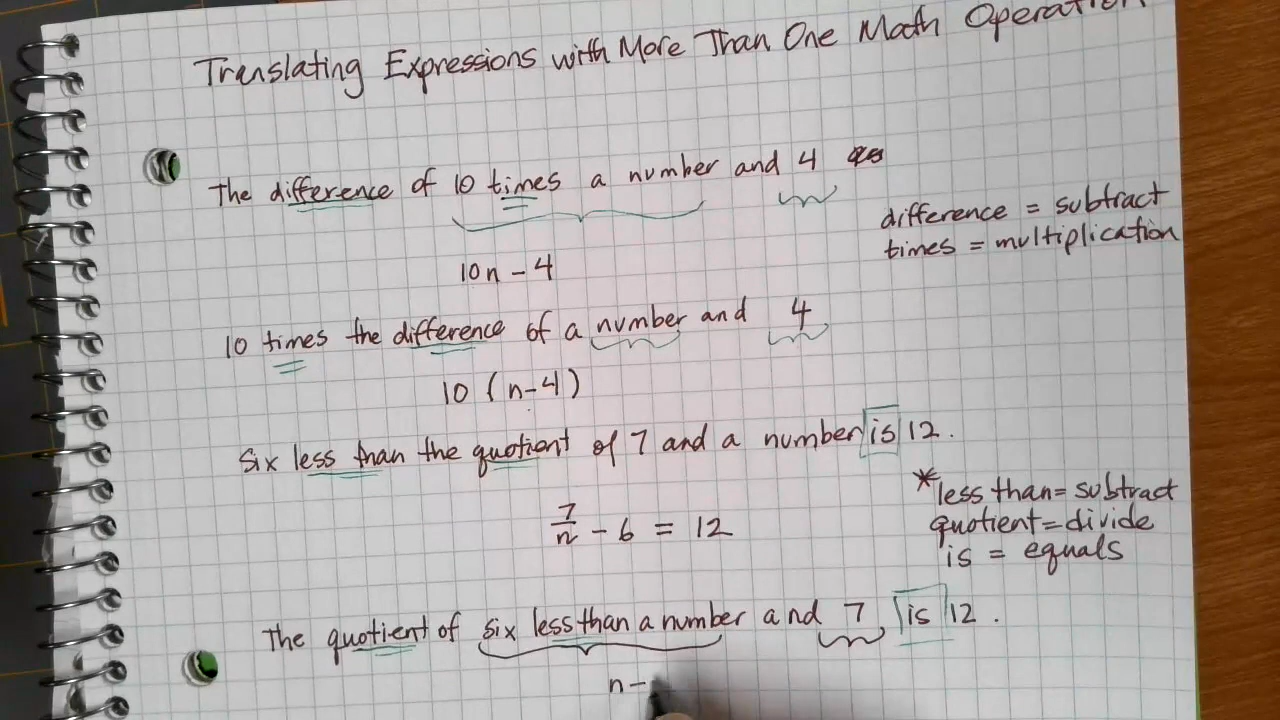 Translating Expressions with More Than One Math Operation
The difference of 10 times a number and 4
difference = subtract
times = multiplication
10n - 4
10 times the difference of a number and 4
10 (n-4)
Six less than the quotient of 7 and a number is 12.
*less than = subtract
quotient = divide
is = equals
7/n - 6 = 12
The quotient of six less than a number and 7, is 12.
n -